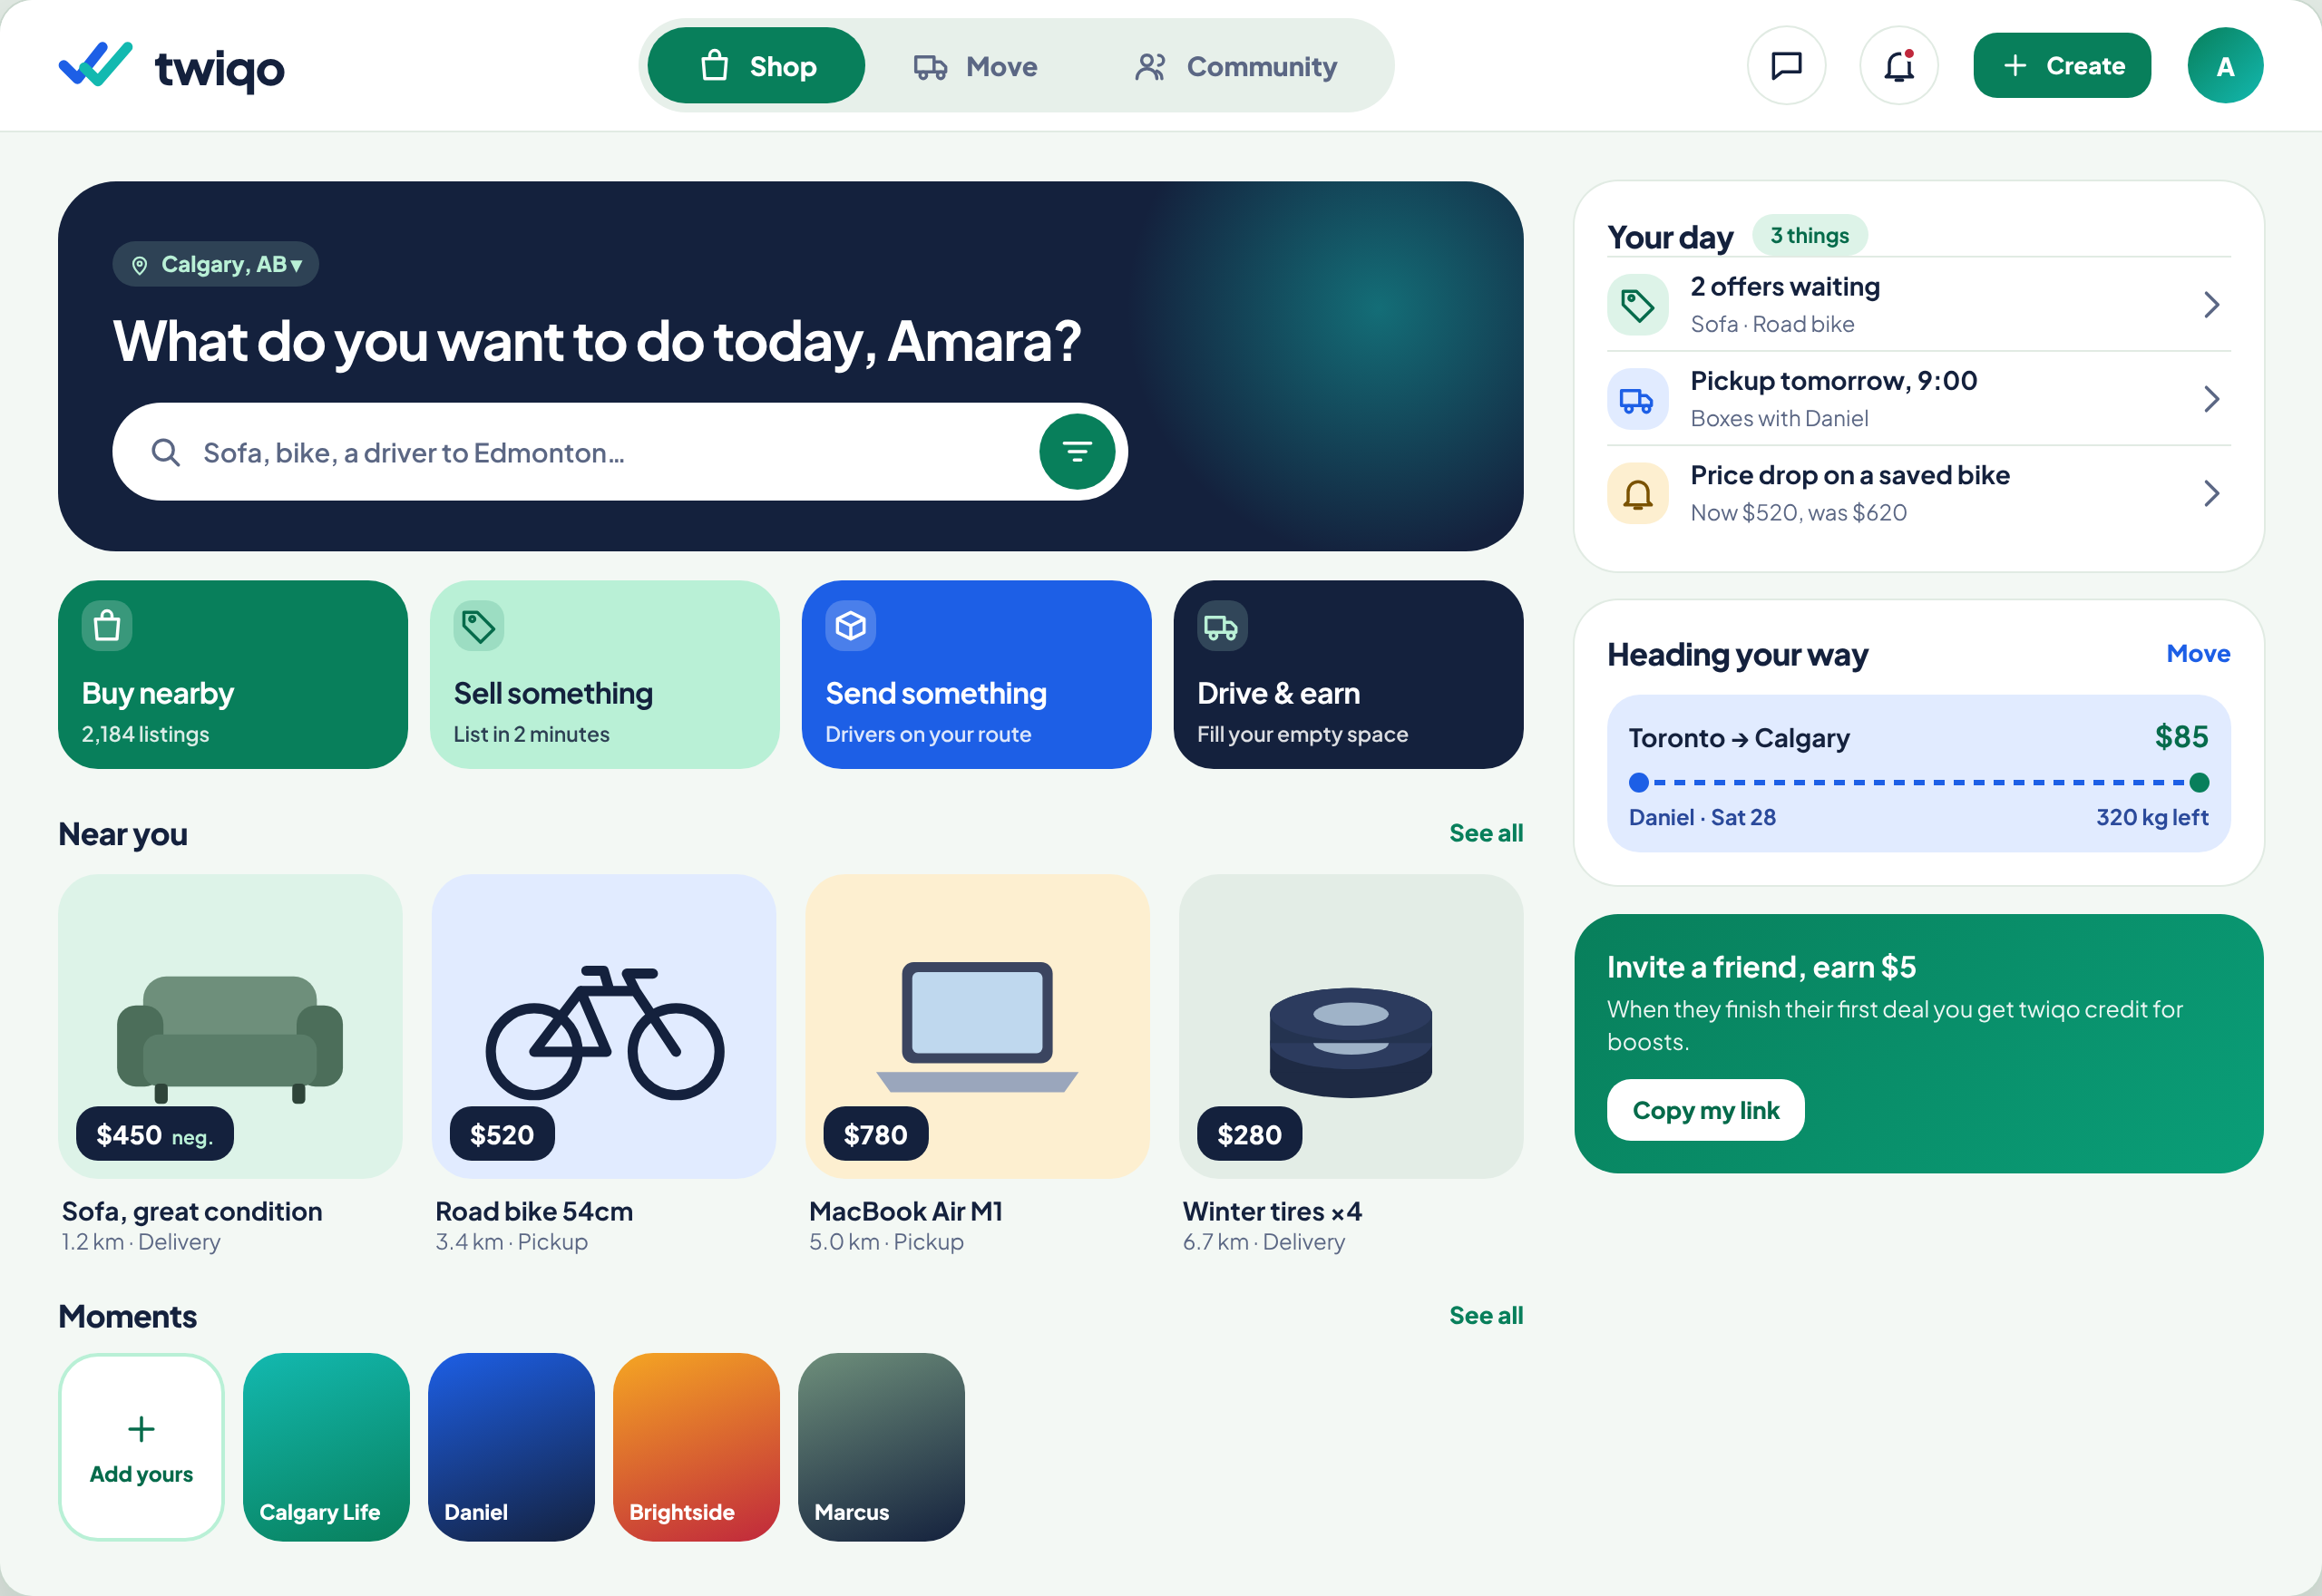 twiqo
Shop
Move
Community
Create
A
Calgary, AB ▾
What do you want to do today, Amara?
Sofa, bike, a driver to Edmonton...
Buy nearby
2,184 listings
Sell something
List in 2 minutes
Send something
Drivers on your route
Drive & earn
Fill your empty space
Near you
See all
$450 neg.
Sofa, great condition
1.2 km · Delivery
$520
Road bike 54cm
3.4 km · Pickup
$780
MacBook Air M1
5.0 km · Pickup
$280
Winter tires ×4
6.7 km · Delivery
Moments
See all
Add yours
Calgary Life
Daniel
Brightside
Marcus
Your day
3 things
2 offers waiting
Sofa · Road bike
Pickup tomorrow, 9:00
Boxes with Daniel
Price drop on a saved bike
Now $520, was $620
Heading your way
Move
Toronto → Calgary
$85
Daniel · Sat 28
320 kg left
Invite a friend, earn $5
When they finish their first deal you get twiqo credit for
boosts.
Copy my link